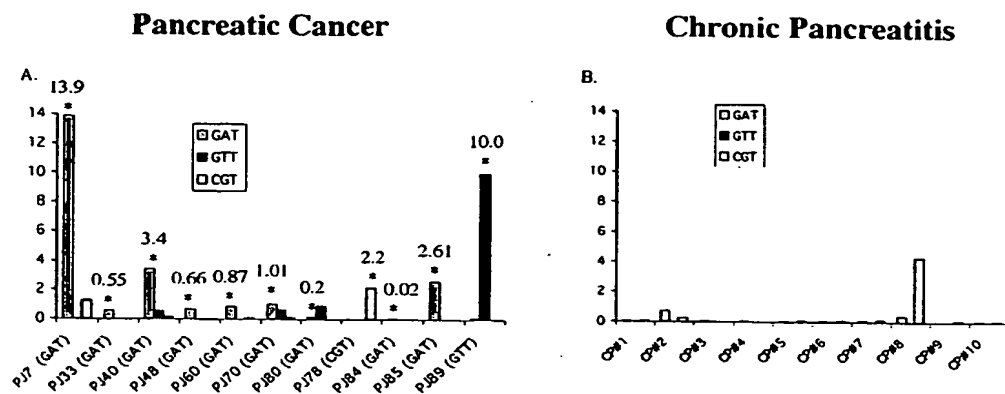 Pancreatic Cancer
Chronic Pancreatitis
A.
13.9
*
14
12
10
8
6
4
2
0
GAT
GTT
CGT
0.55
*
3.4
*
0.66
*
0.87
*
1.01
*
0.2
*
2.2
*
0.02
*
2.61
*
10.0
*
PJ7 (GAT)
PJ33 (GAT)
PJ40 (GAT)
PJ48 (GAT)
PJ60 (GAT)
PJ70 (GAT)
PJ80 (GAT)
PJ78 (CGT)
PJ84 (GAT)
PJ85 (GAT)
PJ89 (GTT)
B.
14
12
10
8
6
4
2
0
GAT
GTT
CGT
CP#1
CP#2
CP#3
CP#4
CP#5
CP#6
CP#7
CP#8
CP#9
CP#10